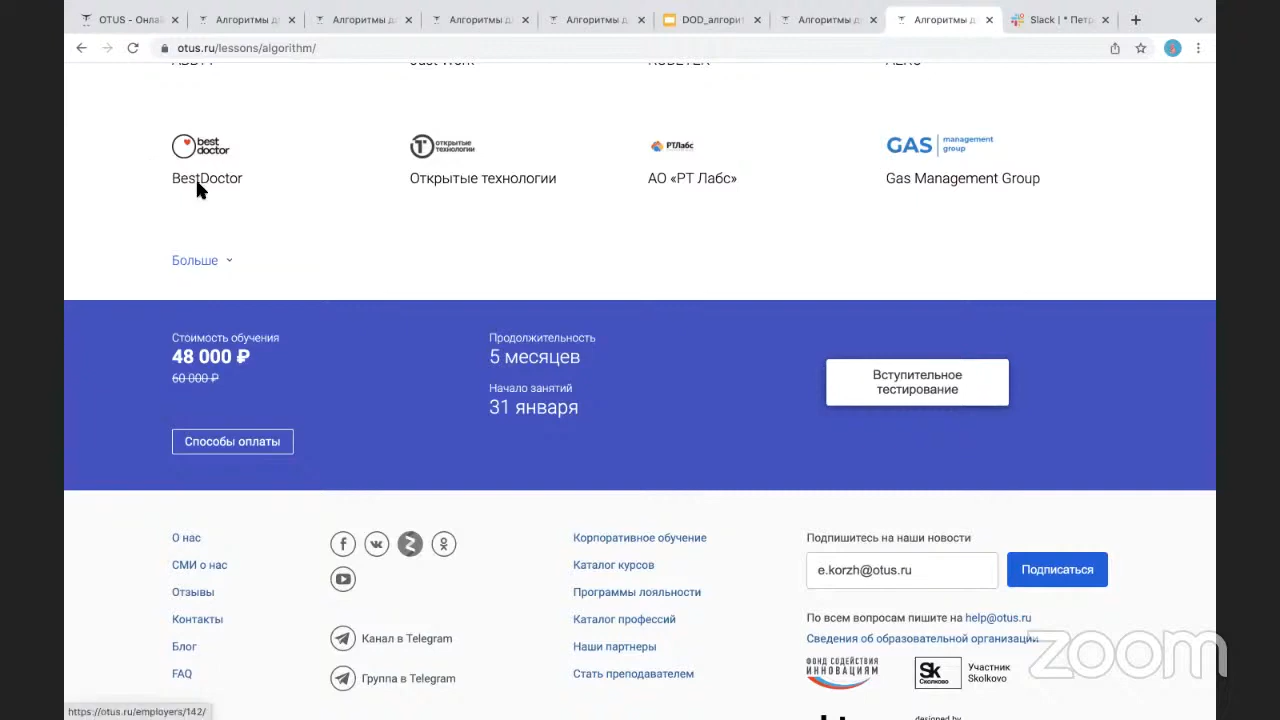 OTUS - Онлай
Алгоритмы д
Алгоритмы д
Алгоритмы д
Алгоритмы д
DOD_алгори
Алгоритмы д
Алгоритмы д
Slack | * Петр
otus.ru/lessons/algorithm/
best doctor
открытые технологии
РТЛабс
GAS management group
BestDoctor
Открытые технологии
АО «РТ Лабс»
Gas Management Group
Больше
Стоимость обучения
48 000 ₽
60 000 ₽
Способы оплаты
Продолжительность
5 месяцев
Начало занятий
31 января
Вступительное
тестирование
О нас
СМИ о нас
Отзывы
Контакты
Блог
FAQ
Канал в Telegram
Группа в Telegram
Корпоративное обучение
Каталог курсов
Программы лояльности
Каталог профессий
Наши партнеры
Стать преподавателем
Подпишитесь на наши новости
e.korzh@otus.ru
Подписаться
По всем вопросам пишите на help@otus.ru
Сведения об образовательной организации
ФОНД СОДЕЙСТВИЯ
ИННОВАЦИЯМ
Sk
Сколково
Участник
Skolkovo
designed by
zoom
https://otus.ru/employers/142/